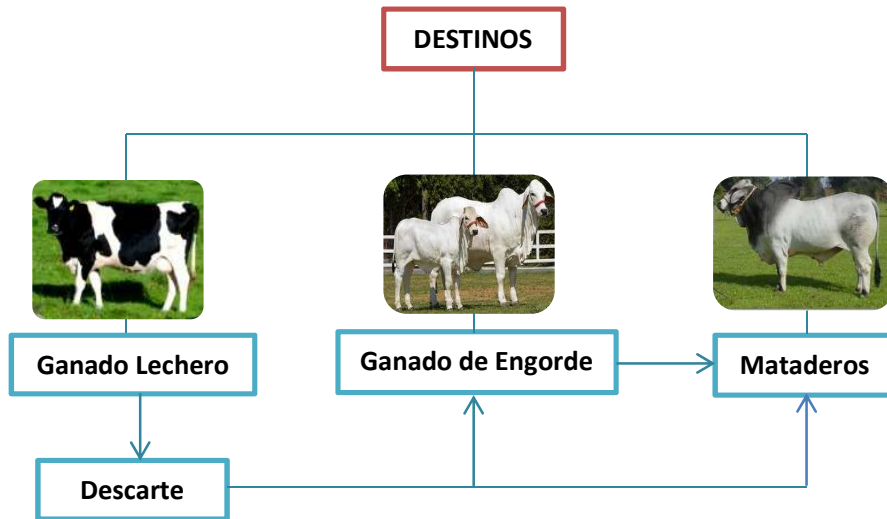 DESTINOS
Ganado Lechero
Ganado de Engorde
Mataderos
Descarte